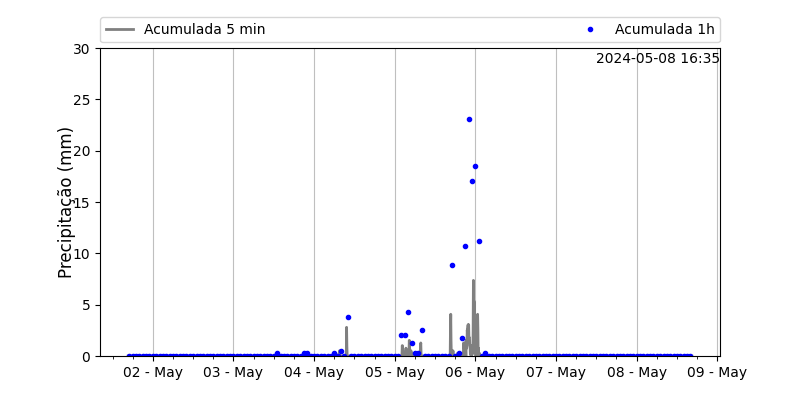 Acumulada 5 min
Acumulada 1h
2024-05-08 16:35
Precipitação (mm)
30
25
20
15
10
5
0
02 - May
03 - May
04 - May
05 - May
06 - May
07 - May
08 - May
09 - May